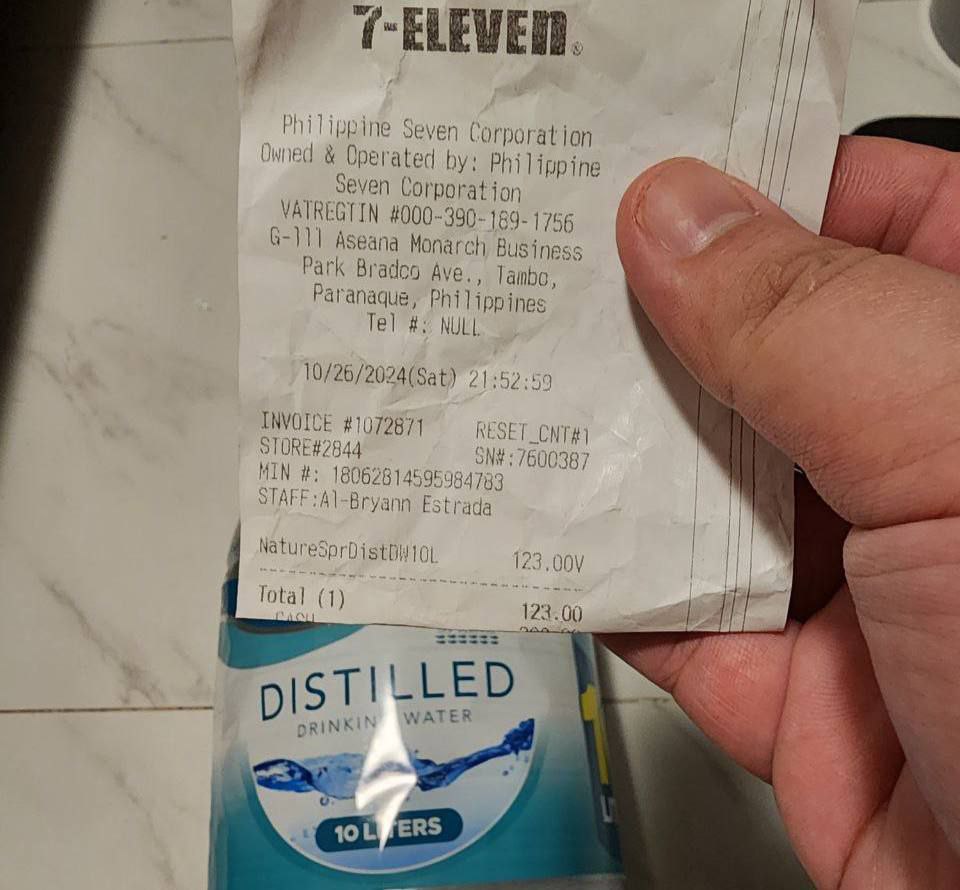 7-ELEVEn®
Philippine Seven Corporation
Owned & Operated by: Philippine
Seven Corporation
VATREGTIN #000-390-189-1756
G-111 Aseana Monarch Business
Park Bradco Ave., Tambo,
Paranaque, Philippines
Tel #: NULL
10/26/2024(Sat) 21:52:59
INVOICE #1072871 RESET_CNT#1
STORE#2844 SN#:7600387
MIN #: 18062814595984783
STAFF:Al-Bryann Estrada
NatureSprDistDW10L 123.00V
Total (1) 123.00
CASH
DISTILLED
DRINKING WATER
10 LITERS